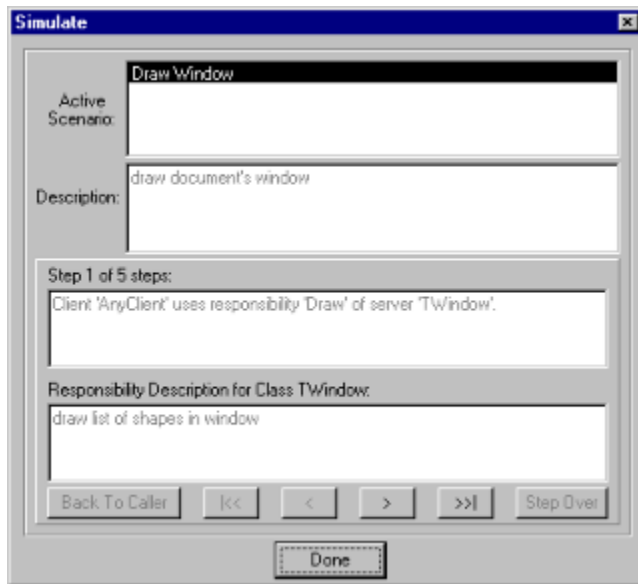 Simulate
Draw Window
Active
Scenario:
draw document's window
Description:
Step 1 of 5 steps:
Client 'AnyClient' uses responsibility 'Draw' of server 'TWindow'.
Responsibility Description for Class TWindow:
draw list of shapes in window
Back To Caller |<< < > >>| Step Over
Done